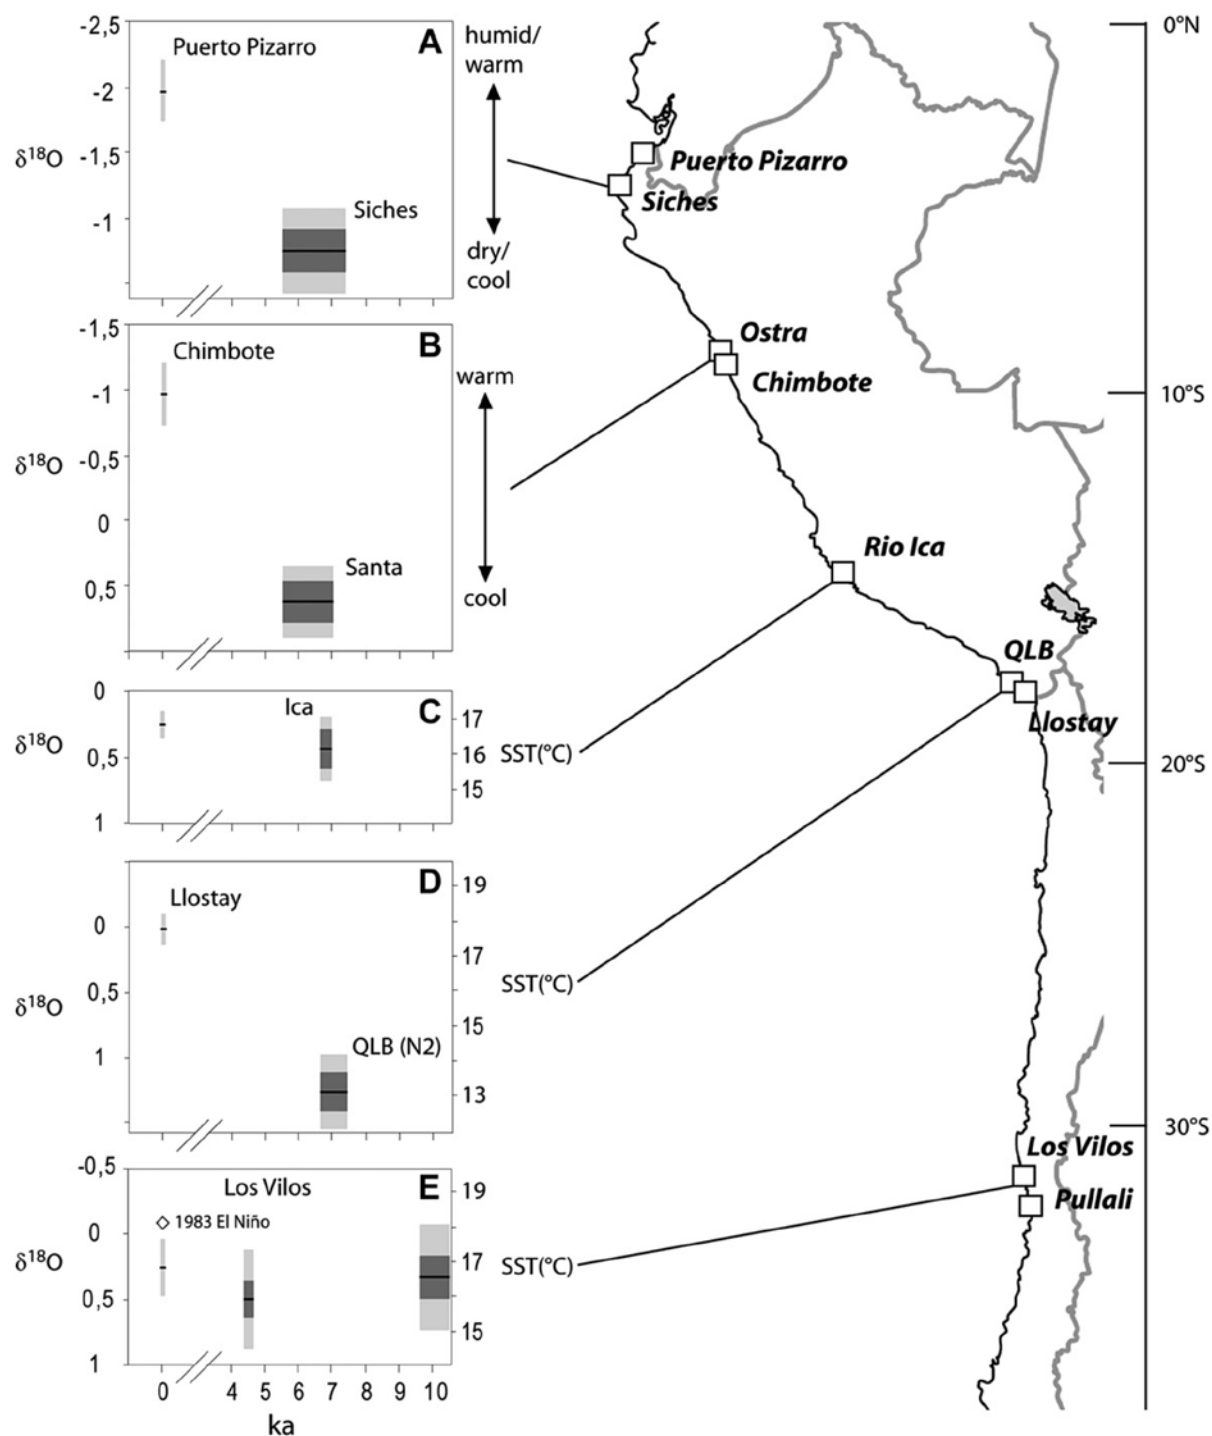 -2,5
Puerto Pizarro
A
-2
δ18O
-1,5
-1
Siches
humid/
warm
dry/
cool
-1,5
Chimbote
B
-1
δ18O
-0,5
0
0,5
Santa
warm
cool
0
Ica
C
δ18O
0,5
1
17
16
15
SST(°C)
Llostay
D
0
0,5
δ18O
1
QLB (N2)
19
17
15
13
SST(°C)
-0,5
Los Vilos
E
1983 El Niño
0
δ18O
0,5
1
19
17
15
SST(°C)
0 4 5 6 7 8 9 10
ka
0°N
Puerto Pizarro
Siches
Ostra
Chimbote
10°S
Rio Ica
QLB
Llostay
20°S
30°S
Los Vilos
Pullali